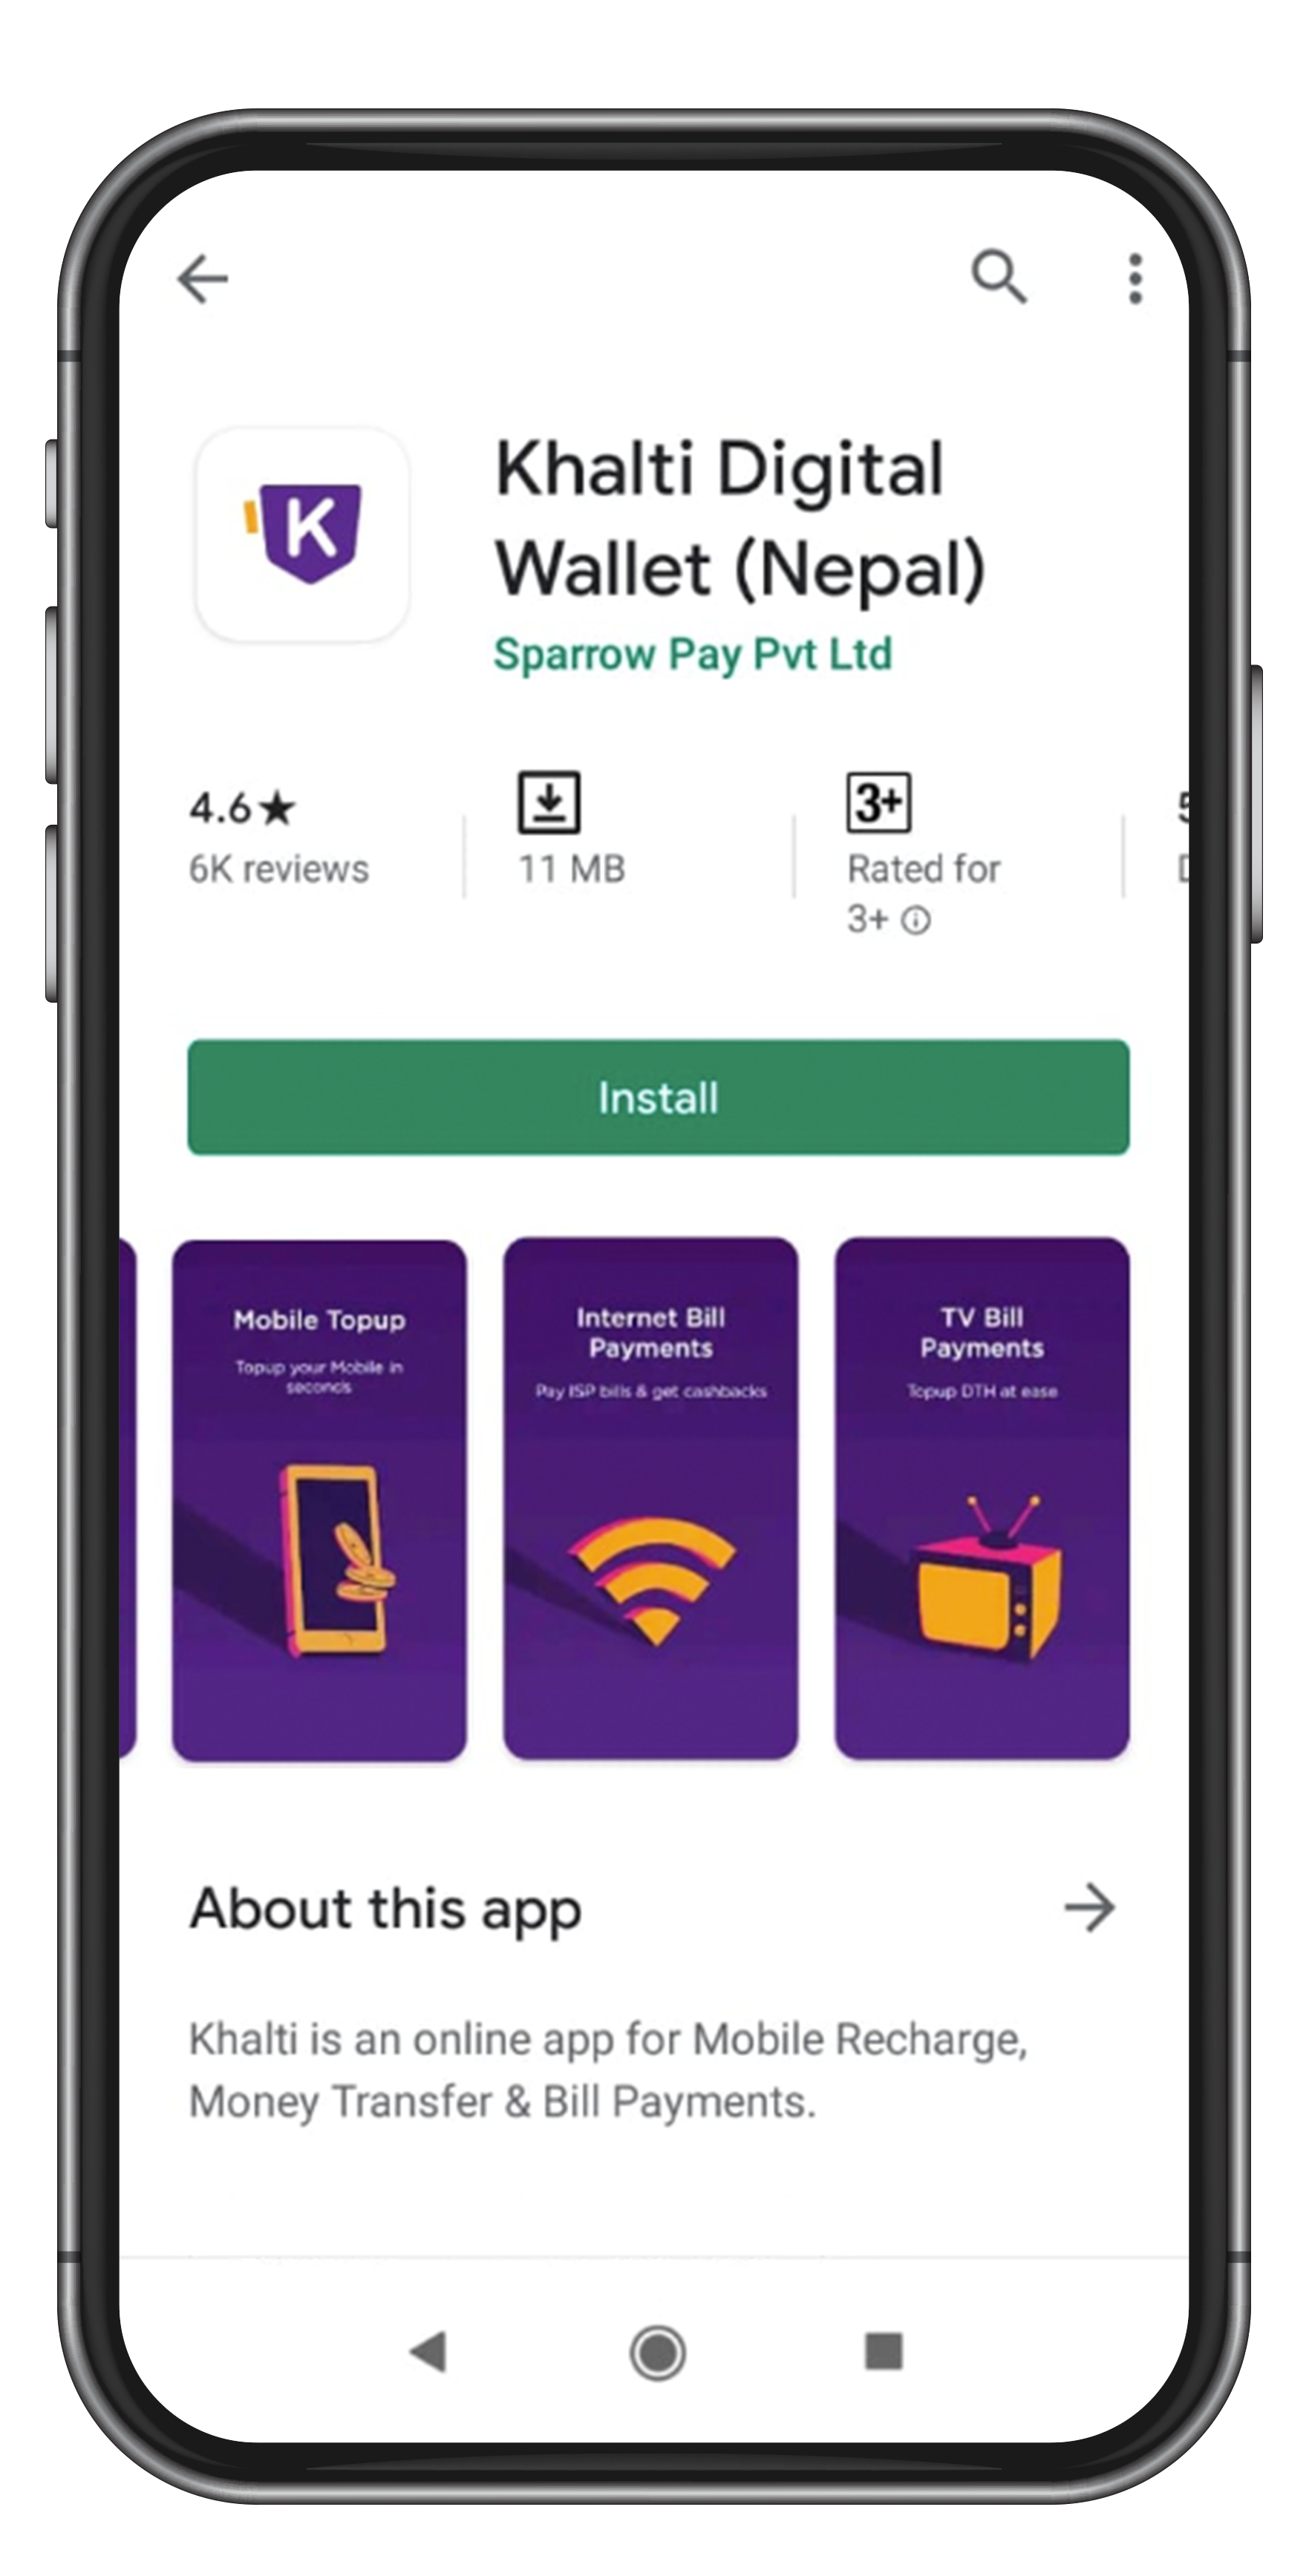 K
Khalti Digital
Wallet (Nepal)
Sparrow Pay Pvt Ltd
4.6★
6K reviews
11 MB
3+
Rated for
3+
Install
Mobile Topup
Topup your Mobile in
seconds
Internet Bill
Payments
Pay ISP bills & get cashbacks
TV Bill
Payments
Topup DTH at ease
About this app
Khalti is an online app for Mobile Recharge,
Money Transfer & Bill Payments.